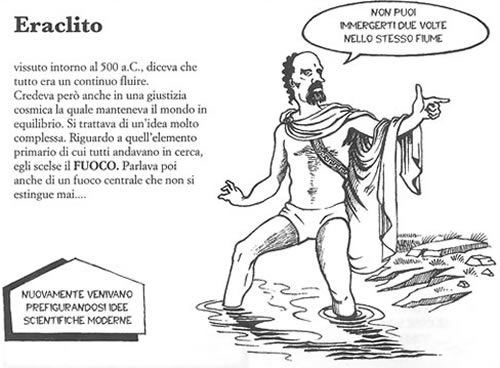 Eraclito
NON PUOI
IMMERGERTI DUE VOLTE
NELLO STESSO FIUME
vissuto intorno al 500 a.C., diceva che
tutto era un continuo fluire.
Credeva però anche in una giustizia
cosmica la quale manteneva il mondo in
equilibrio. Si trattava di un'idea molto
complessa. Riguardo a quell'elemento
primario di cui tutti andavano in cerca,
egli scelse il FUOCO. Parlava poi
anche di un fuoco centrale che non si
estingue mai....
NUOVAMENTE VENIVANO
PREFIGURANDOSI IDEE
SCIENTIFICHE MODERNE